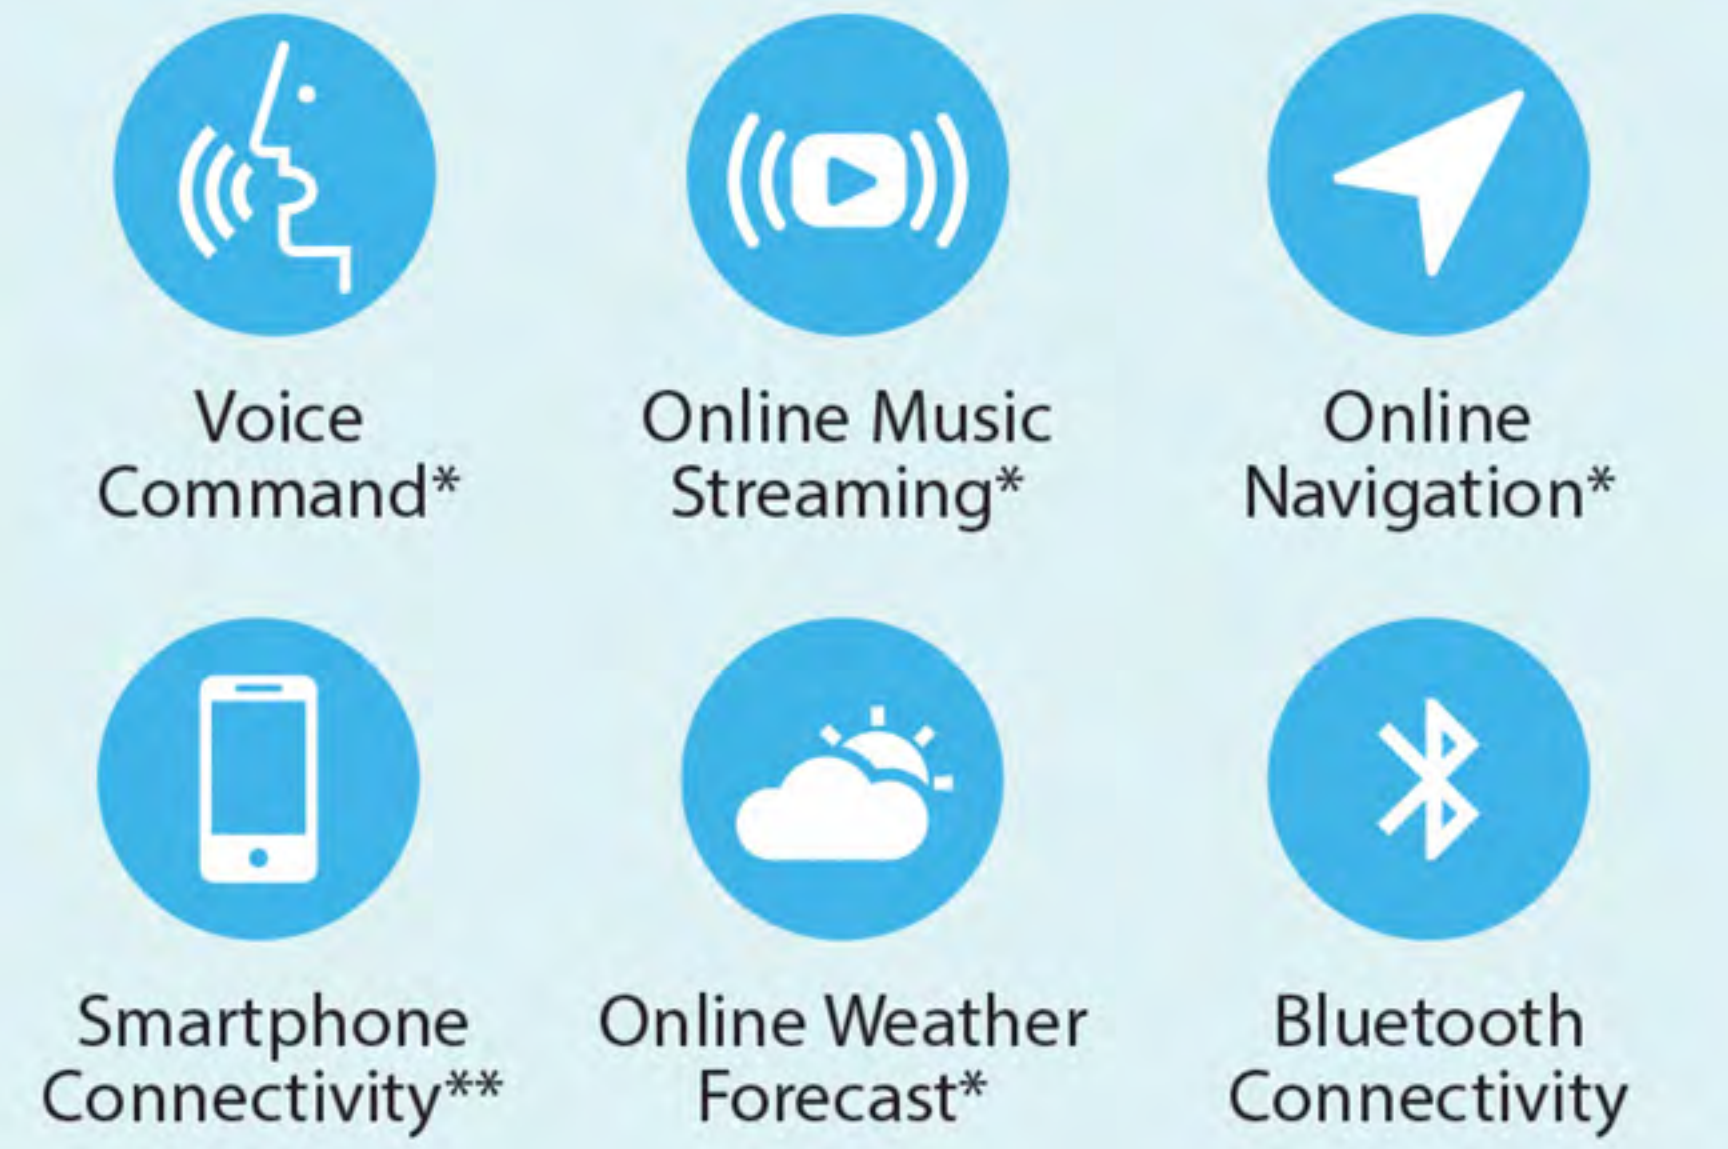 Voice
Command*
Online Music
Streaming*
Online
Navigation*
Smartphone
Connectivity**
Online Weather
Forecast*
Bluetooth
Connectivity